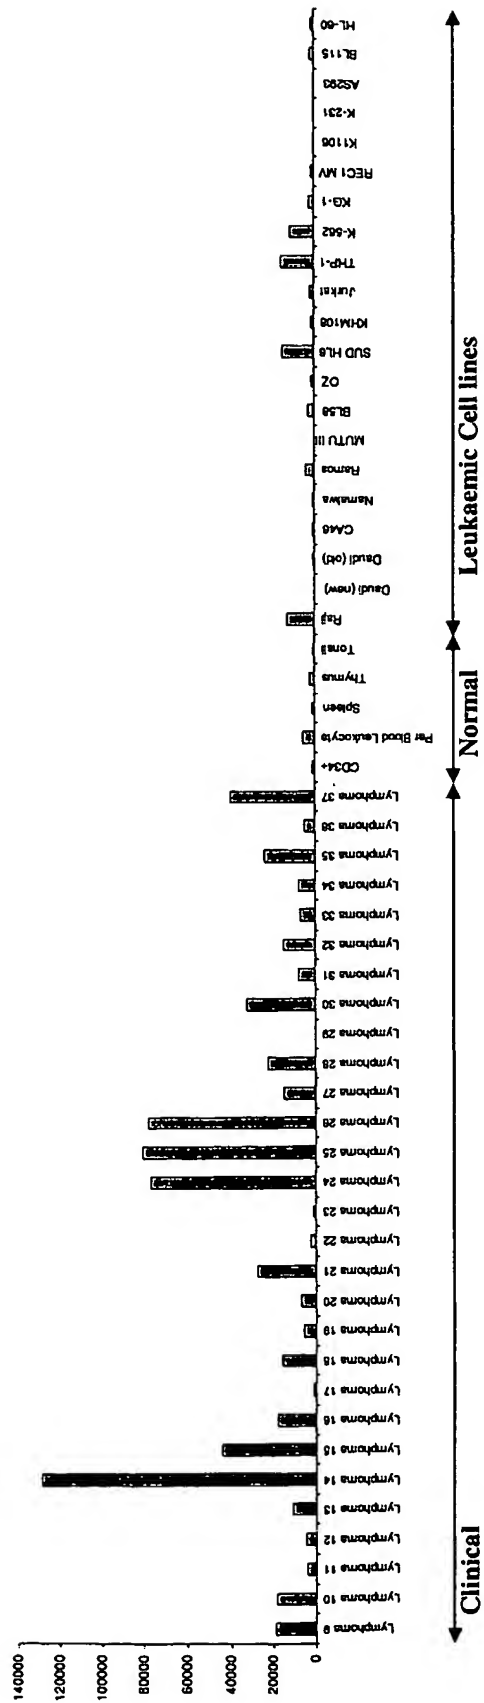 140000
120000
100000
80000
60000
40000
20000
0
Lymphoma 9
Lymphoma 10
Lymphoma 11
Lymphoma 12
Lymphoma 13
Lymphoma 14
Lymphoma 15
Lymphoma 16
Lymphoma 17
Lymphoma 18
Lymphoma 19
Lymphoma 20
Lymphoma 21
Lymphoma 22
Lymphoma 23
Lymphoma 24
Lymphoma 25
Lymphoma 26
Lymphoma 27
Lymphoma 28
Lymphoma 29
Lymphoma 30
Lymphoma 31
Lymphoma 32
Lymphoma 33
Lymphoma 34
Lymphoma 35
Lymphoma 36
Lymphoma 37
CD34+
Per Blood Leukocyte
Spleen
Thymus
Tonsil
Raji
Daudi (new)
Daudi (old)
CA46
Namalwa
Ramos
MUTU III
BL58
OZ
SUD HL6
KHM108
Jurkat
THP-1
K-562
KG-1
REC1 MV
K1106
K-231
AS293
BL115
HL-60
Clinical
Normal
Leukaemic Cell lines